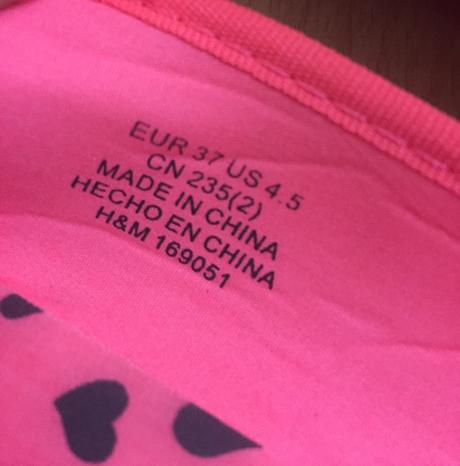 EUR 37 US 4.5
CN 235(2)
MADE IN CHINA
HECHO EN CHINA
H&M 169051